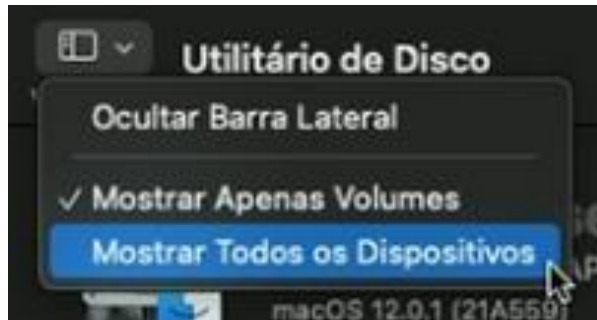 Utilitário de Disco
Ocultar Barra Lateral
✓ Mostrar Apenas Volumes
Mostrar Todos os Dispositivos
macOS 12.0.1 (21A559)